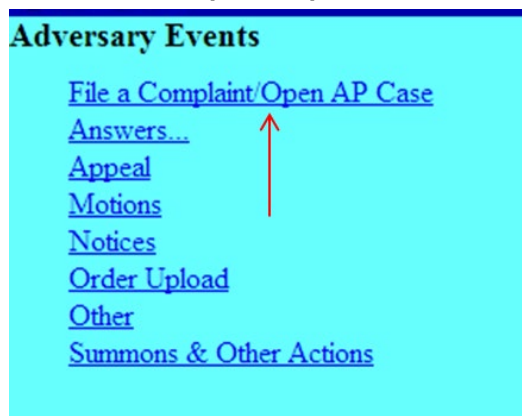 Adversary Events
File a Complaint/Open AP Case
Answers...
Appeal
Motions
Notices
Order Upload
Other
Summons & Other Actions